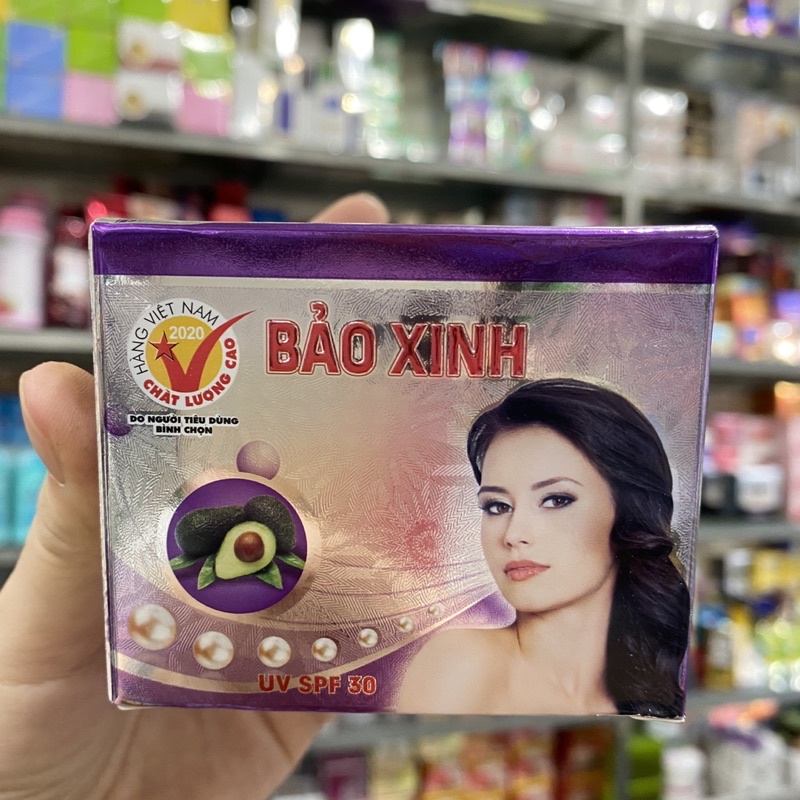 HÀNG VIỆT NAM
2020
CHẤT LƯỢNG CAO
DO NGƯỜI TIÊU DÙNG
BÌNH CHỌN
BẢO XINH
UV SPF 30